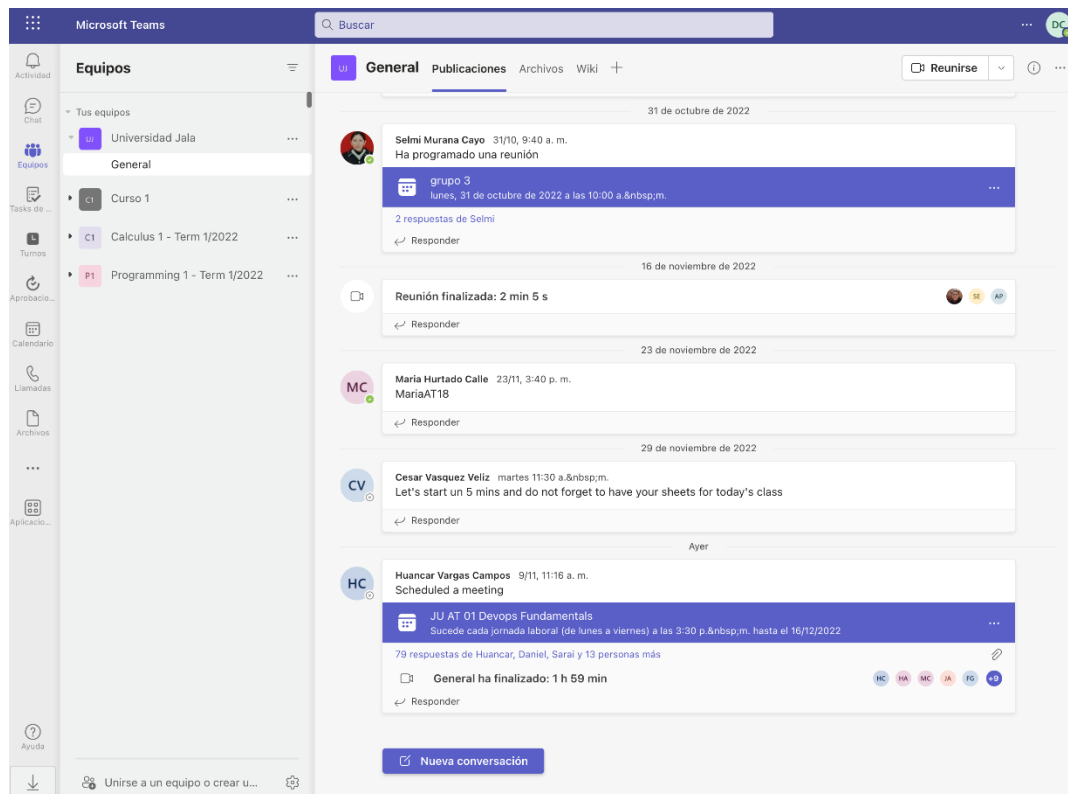 Microsoft Teams
Buscar
DC
Actividad
Chat
Equipos
Tasks de ...
Turnos
Aprobacio...
Calendario
Llamadas
Archivos
Aplicacio...
Ayuda
Equipos
Tus equipos
UJ Universidad Jala
General
C1 Curso 1
C1 Calculus 1 - Term 1/2022
P1 Programming 1 - Term 1/2022
Unirse a un equipo o crear u...
UJ General Publicaciones Archivos Wiki
Reunirse
31 de octubre de 2022
Selmi Murana Cayo 31/10, 9:40 a. m.
Ha programado una reunión
grupo 3
lunes, 31 de octubre de 2022 a las 10:00 a.&nbsp;m.
2 respuestas de Selmi
Responder
16 de noviembre de 2022
Reunión finalizada: 2 min 5 s
SE AP
Responder
23 de noviembre de 2022
MC
Maria Hurtado Calle 23/11, 3:40 p. m.
MariaAT18
Responder
29 de noviembre de 2022
CV
Cesar Vasquez Veliz martes 11:30 a.&nbsp;m.
Let's start un 5 mins and do not forget to have your sheets for today's class
Responder
Ayer
HC
Huancar Vargas Campos 9/11, 11:16 a. m.
Scheduled a meeting
JU AT 01 Devops Fundamentals
Sucede cada jornada laboral (de lunes a viernes) a las 3:30 p.&nbsp;m. hasta el 16/12/2022
79 respuestas de Huancar, Daniel, Sarai y 13 personas más
General ha finalizado: 1 h 59 min
HC HA MC JA FG +9
Responder
Nueva conversación